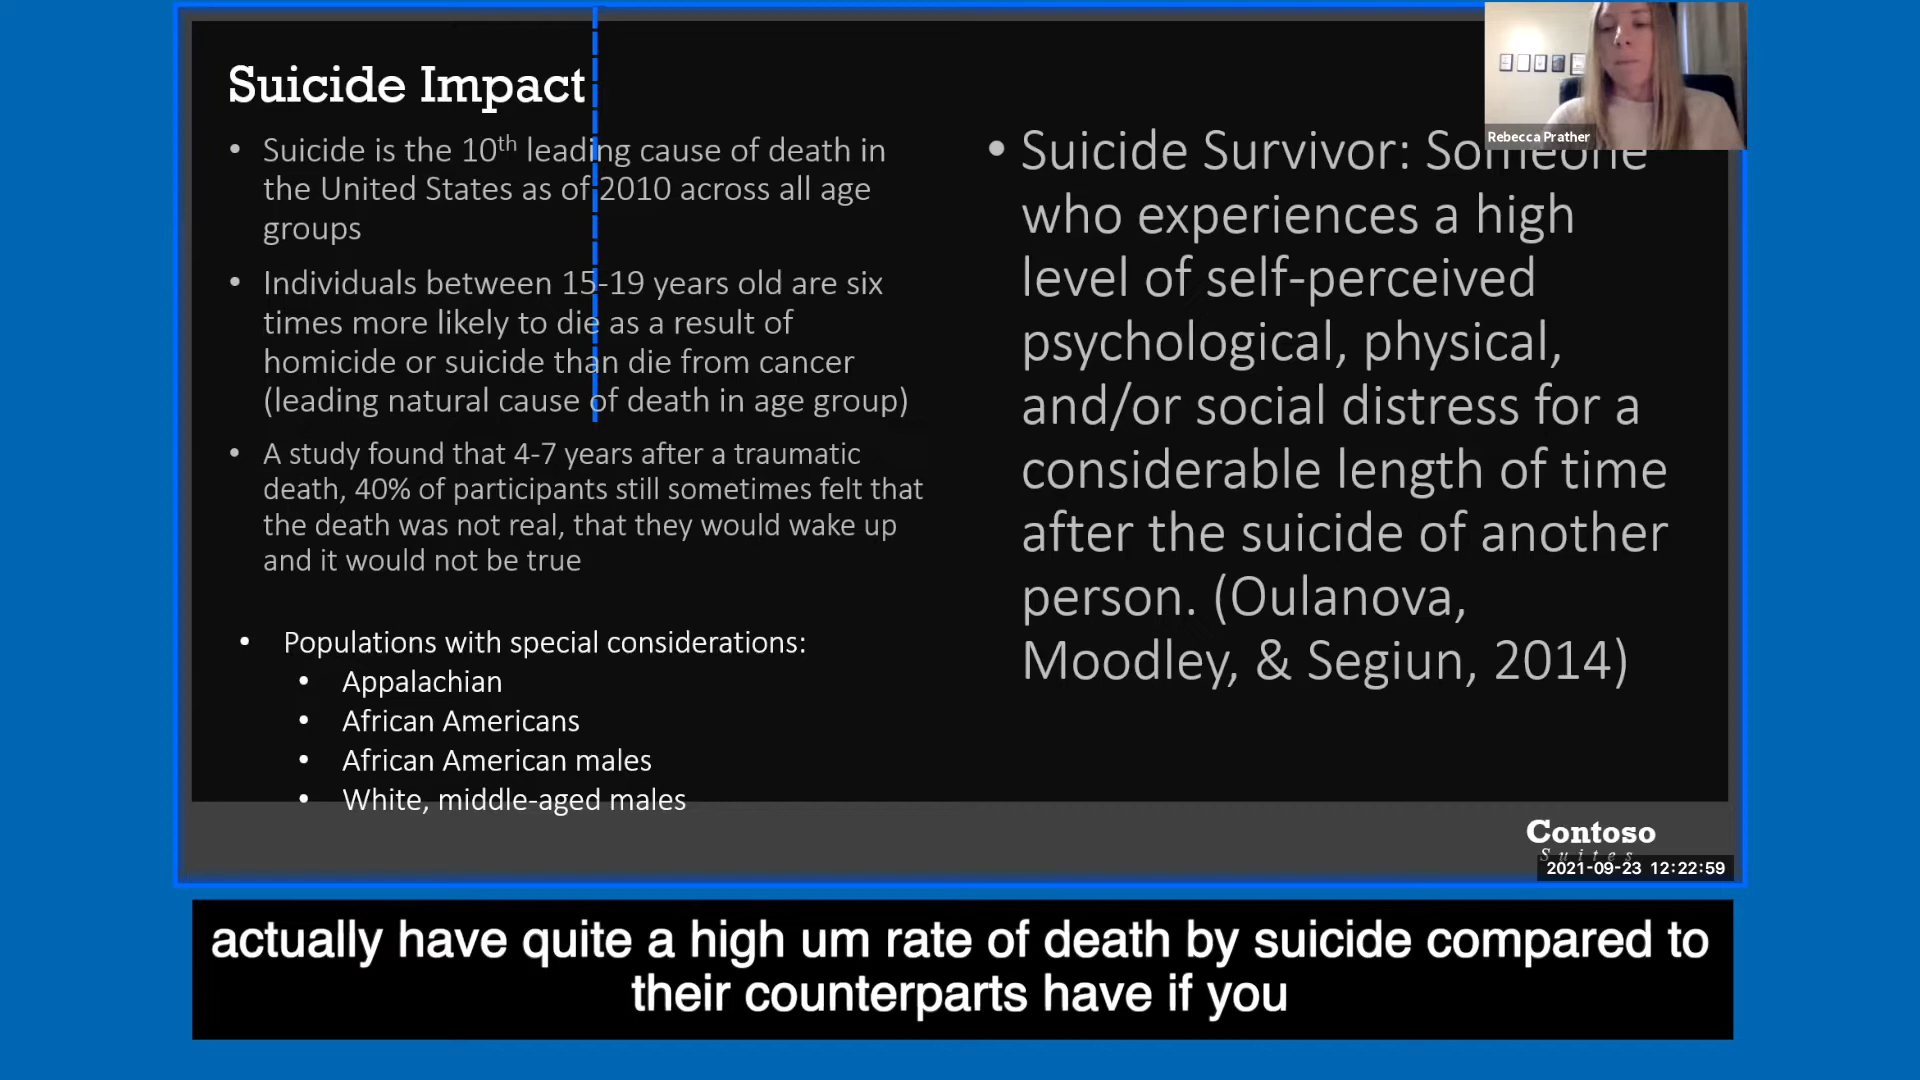 Suicide Impact
• Suicide is the 10th leading cause of death in
the United States as of 2010 across all age
groups
• Individuals between 15-19 years old are six
times more likely to die as a result of
homicide or suicide than die from cancer
(leading natural cause of death in age group)
• A study found that 4-7 years after a traumatic
death, 40% of participants still sometimes felt that
the death was not real, that they would wake up
and it would not be true
• Populations with special considerations:
• Appalachian
• African Americans
• African American males
• White, middle-aged males
• Suicide Survivor: Someone
who experiences a high
level of self-perceived
psychological, physical,
and/or social distress for a
considerable length of time
after the suicide of another
person. (Oulanova,
Moodley, & Segiun, 2014)
Rebecca Prather
Contoso
Suites
2021-09-23 12:22:59
actually have quite a high um rate of death by suicide compared to
their counterparts have if you